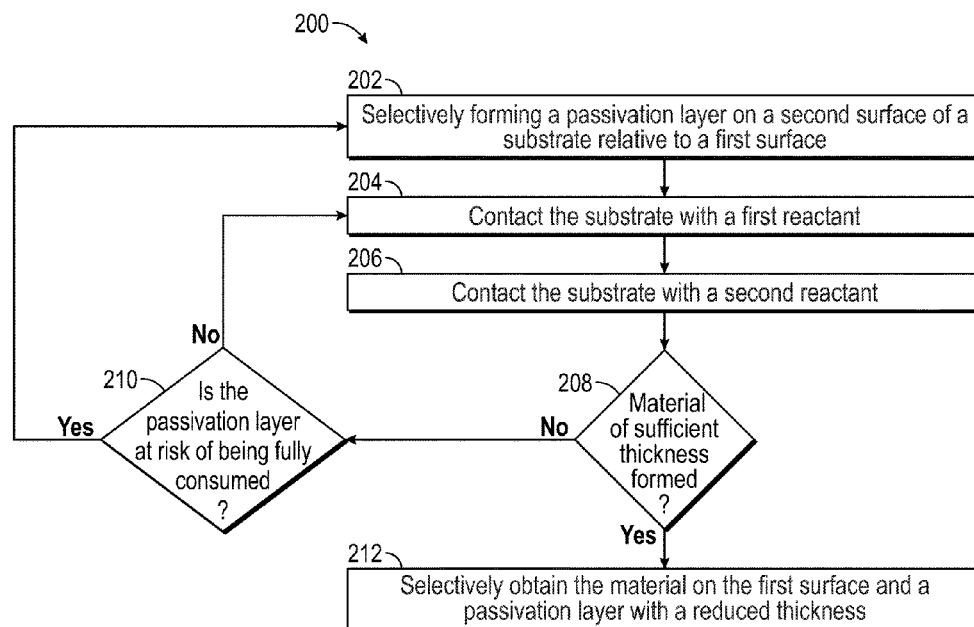 200
202
Selectively forming a passivation layer on a second surface of a
substrate relative to a first surface
204
Contact the substrate with a first reactant
206
Contact the substrate with a second reactant
No
210
Is the
passivation layer
at risk of being fully
consumed
?
Yes
208
Material
of sufficient
thickness
formed
?
No
Yes
212
Selectively obtain the material on the first surface and a
passivation layer with a reduced thickness